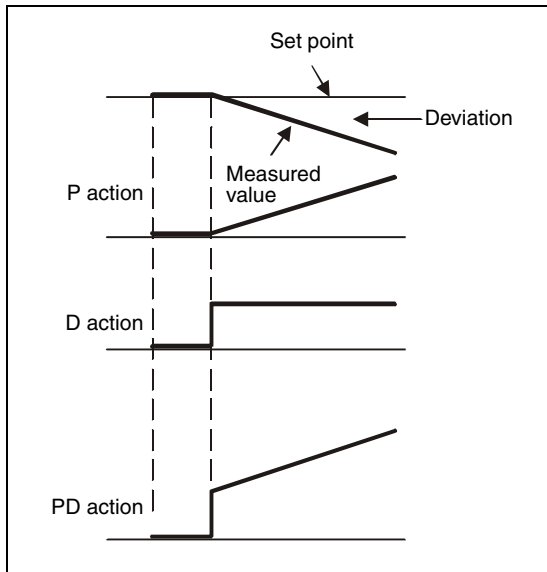 Set point
Deviation
Measured
value
P action
D action
PD action